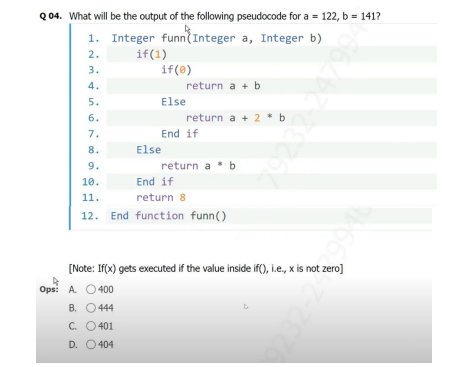 Q 04. What will be the output of the following pseudocode for a = 122, b = 141?
1. Integer funn(Integer a, Integer b)
2. if(1)
3. if(0)
4. return a + b
5. Else
6. return a + 2 * b
7. End if
8. Else
9. return a * b
10. End if
11. return 8
12. End function funn()
[Note: If(x) gets executed if the value inside if(), i.e., x is not zero]
Ops: A. 400
B. 444
C. 401
D. 404